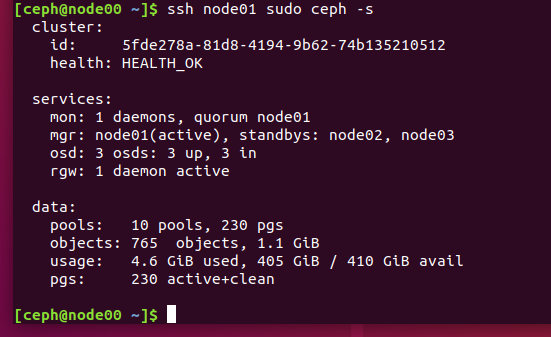 [ceph@node00 ~]$ ssh node01 sudo ceph -s
cluster:
id: 5fde278a-81d8-4194-9b62-74b135210512
health: HEALTH_OK
services:
mon: 1 daemons, quorum node01
mgr: node01(active), standbys: node02, node03
osd: 3 osds: 3 up, 3 in
rgw: 1 daemon active
data:
pools: 10 pools, 230 pgs
objects: 765 objects, 1.1 GiB
usage: 4.6 GiB used, 405 GiB / 410 GiB avail
pgs: 230 active+clean
[ceph@node00 ~]$